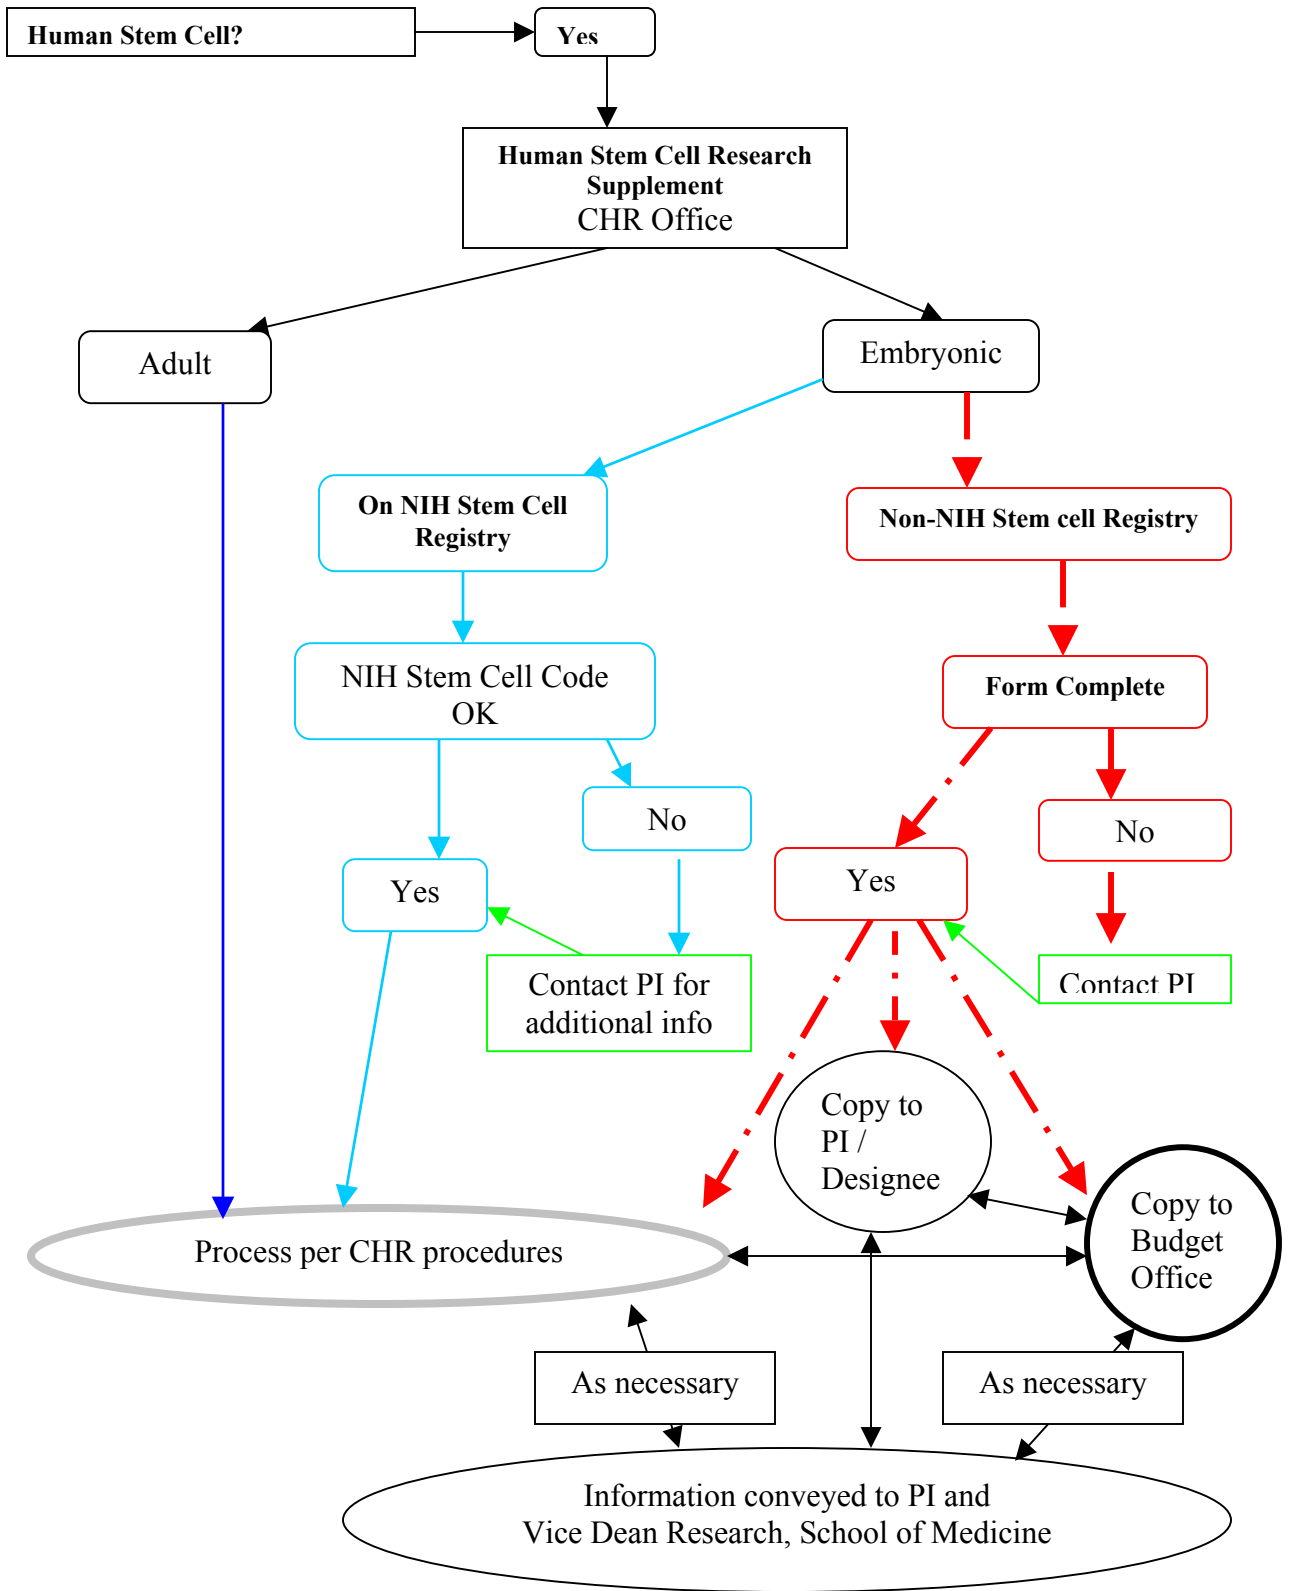 Human Stem Cell?
Yes
Human Stem Cell Research
Supplement
CHR Office
Adult
Embryonic
On NIH Stem Cell
Registry
Non-NIH Stem cell Registry
NIH Stem Cell Code
OK
Form Complete
No
No
Yes
Yes
Contact PI for
additional info
Contact PI
Copy to
PI /
Designee
Copy to
Budget
Office
Process per CHR procedures
As necessary
As necessary
Information conveyed to PI and
Vice Dean Research, School of Medicine